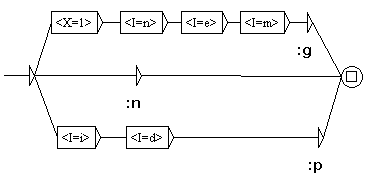 <X=1> <I=n> <I=e> <I=m>
:g
:n
<I=i> <I=d>
:p